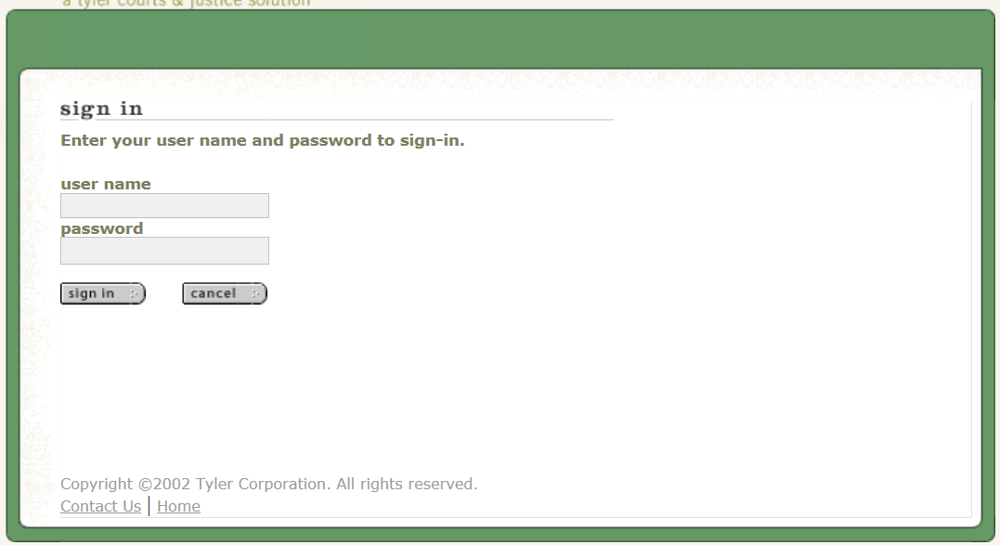 a tyler courts & justice solution
sign in
Enter your user name and password to sign-in.
user name
password
sign in
cancel
Copyright ©2002 Tyler Corporation. All rights reserved.
Contact Us | Home